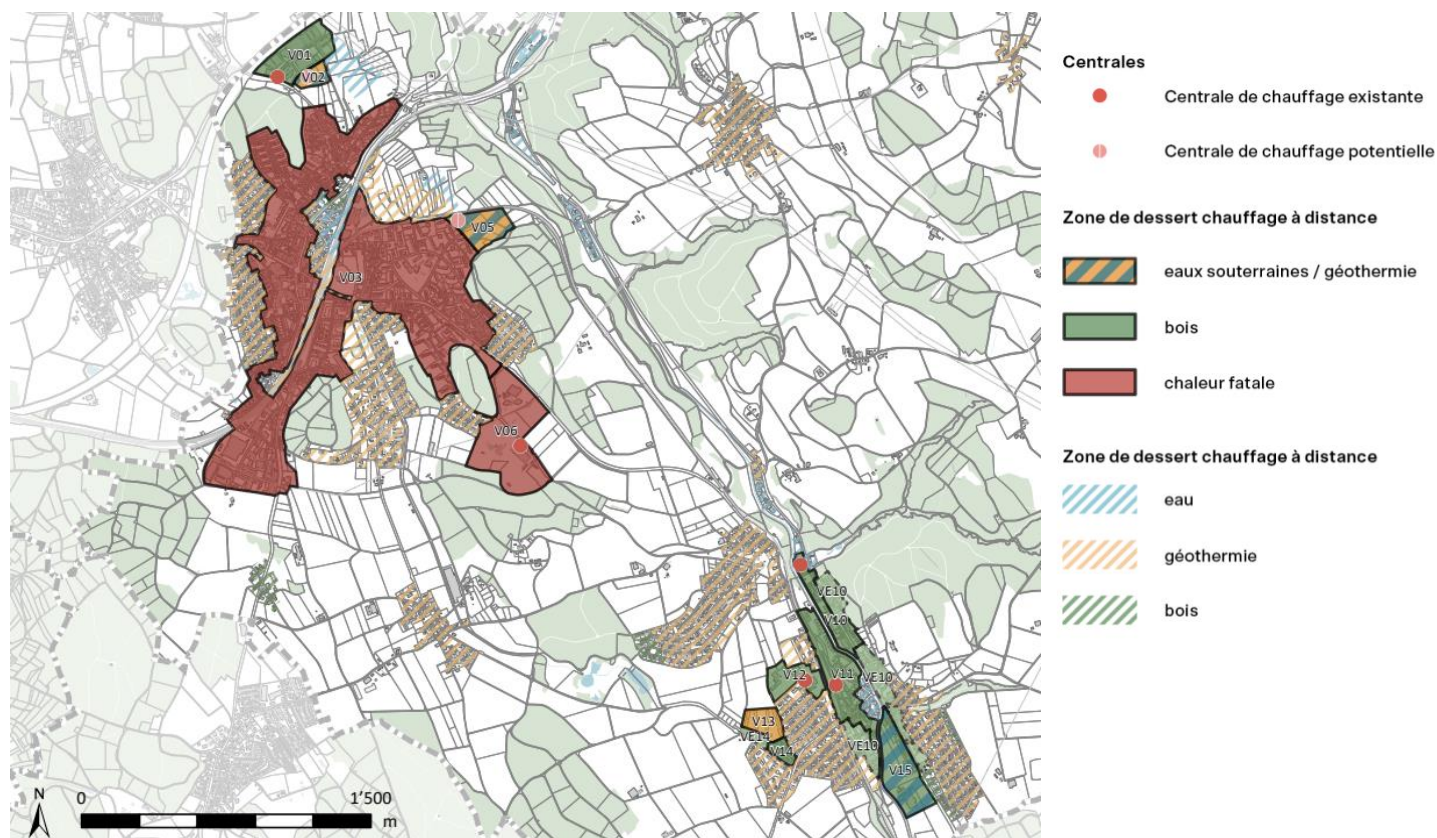 V01
V02
V03
V05
V06
VE10
V10
V12
V11
VE10
V13
VE14
V14
VE10
V15
N
0
1'500
m
Centrales
Centrale de chauffage existante
Centrale de chauffage potentielle
Zone de dessert chauffage à distance
eaux souterraines / géothermie
bois
chaleur fatale
Zone de dessert chauffage à distance
eau
géothermie
bois